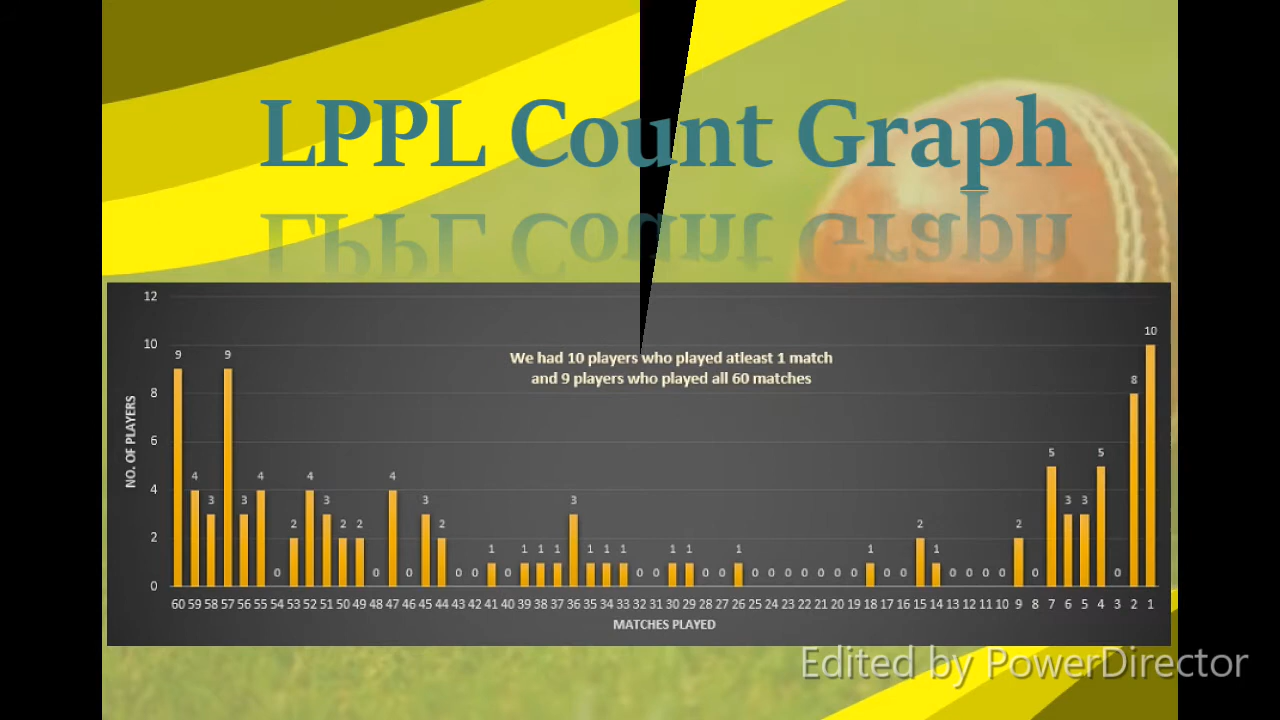 LPPL Count Graph
12
10
8
6
4
2
0
NO. OF PLAYERS
We had 10 players who played atleast 1 match
and 9 players who played all 60 matches
9 4 3 9 3 4 0 2 4 3 2 2 0 4 0 3 2 0 0 1 0 1 1 1 3 1 1 1 0 0 1 1 0 0 1 0 0 0 0 0 0 0 1 0 0 2 1 0 0 0 0 2 0 5 3 3 5 0 8 10
60 59 58 57 56 55 54 53 52 51 50 49 48 47 46 45 44 43 42 41 40 39 38 37 36 35 34 33 32 31 30 29 28 27 26 25 24 23 22 21 20 19 18 17 16 15 14 13 12 11 10 9 8 7 6 5 4 3 2 1
MATCHES PLAYED
Edited by PowerDirector